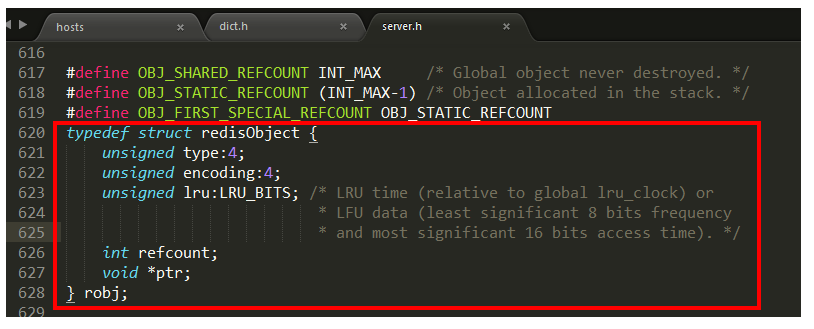 hosts × dict.h × server.h ×
616
617 #define OBJ_SHARED_REFCOUNT INT_MAX     /* Global object never destroyed. */
618 #define OBJ_STATIC_REFCOUNT (INT_MAX-1) /* Object allocated in the stack. */
619 #define OBJ_FIRST_SPECIAL_REFCOUNT OBJ_STATIC_REFCOUNT
620 typedef struct redisObject {
621     unsigned type:4;
622     unsigned encoding:4;
623     unsigned lru:LRU_BITS; /* LRU time (relative to global lru_clock) or
624                             * LFU data (least significant 8 bits frequency
625                             * and most significant 16 bits access time). */
626     int refcount;
627     void *ptr;
628 } robj;
629